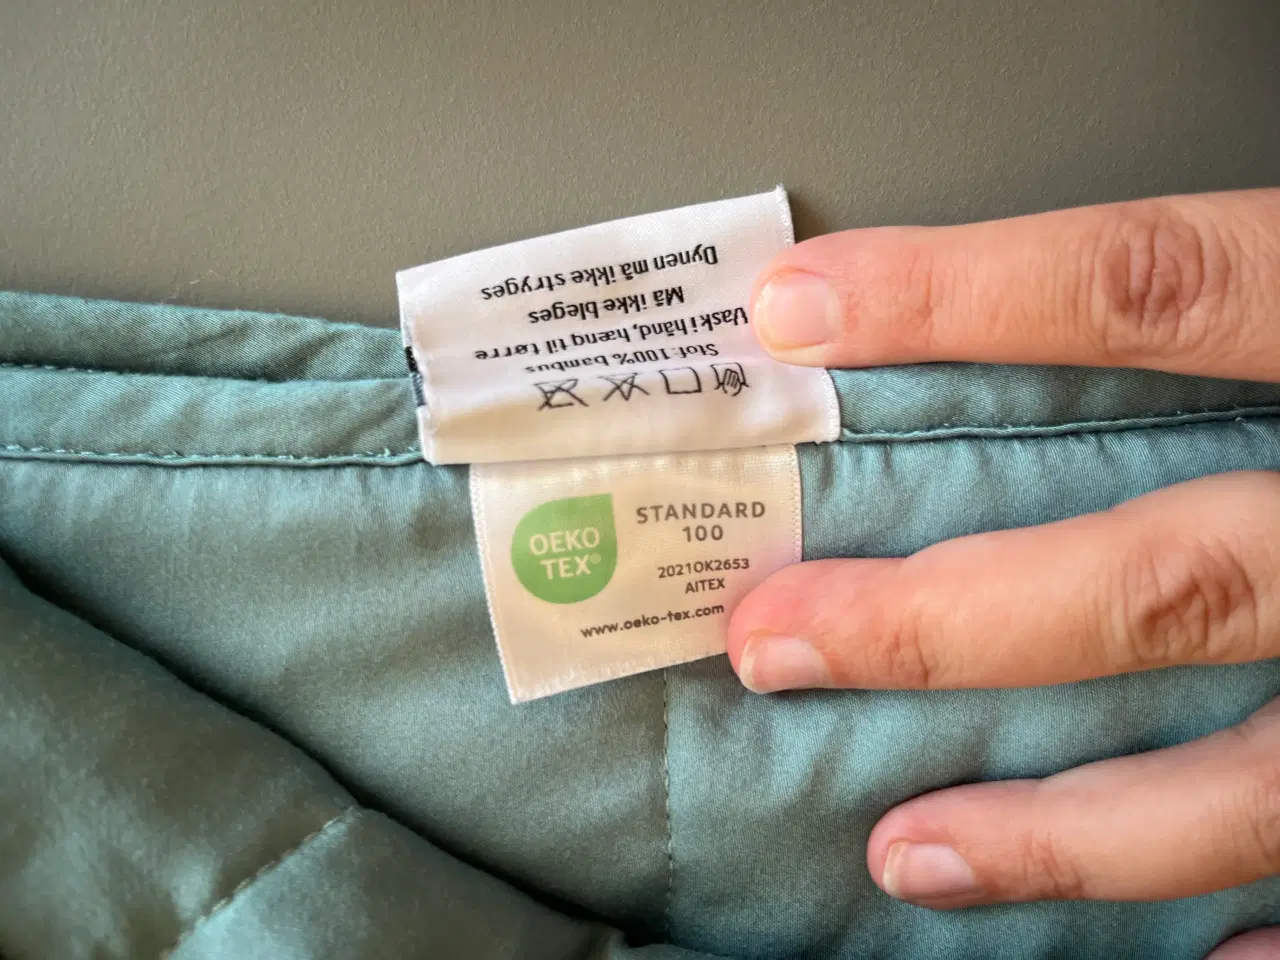 Stof: 100% bambus
Vask i hånd, hæng til tørre
Må ikke bleges
Dynen må ikke stryges
OEKO
TEX®
STANDARD
100
2021OK2653
AITEX
www.oeko-tex.com